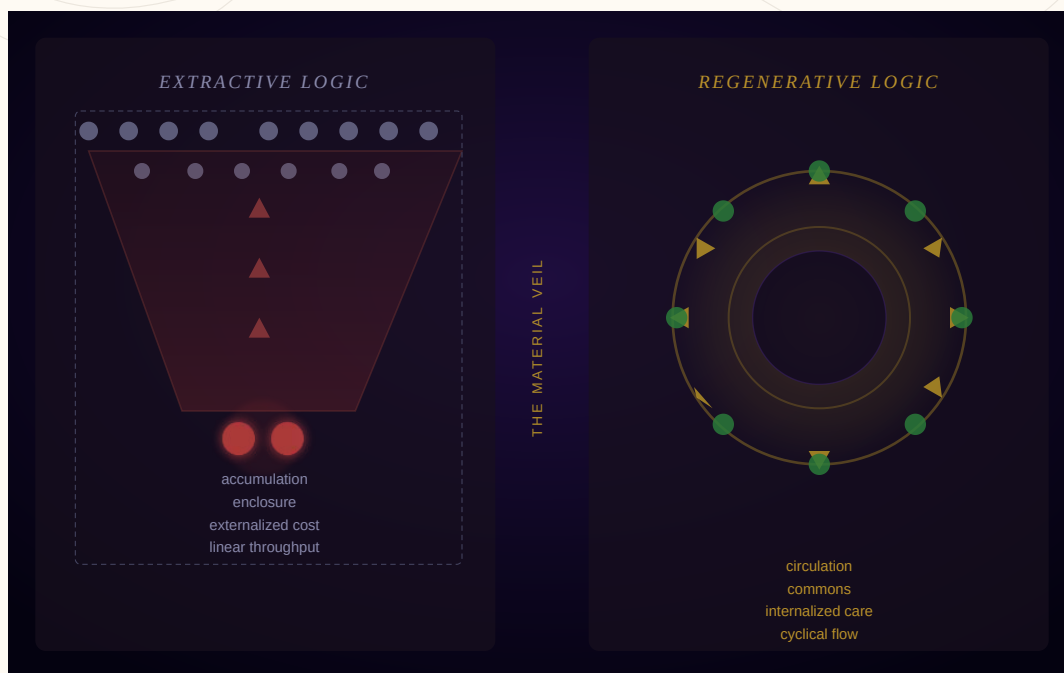 EXTRACTIVE LOGIC
accumulation
enclosure
externalized cost
linear throughput
THE MATERIAL VEIL
REGENERATIVE LOGIC
circulation
commons
internalized care
cyclical flow